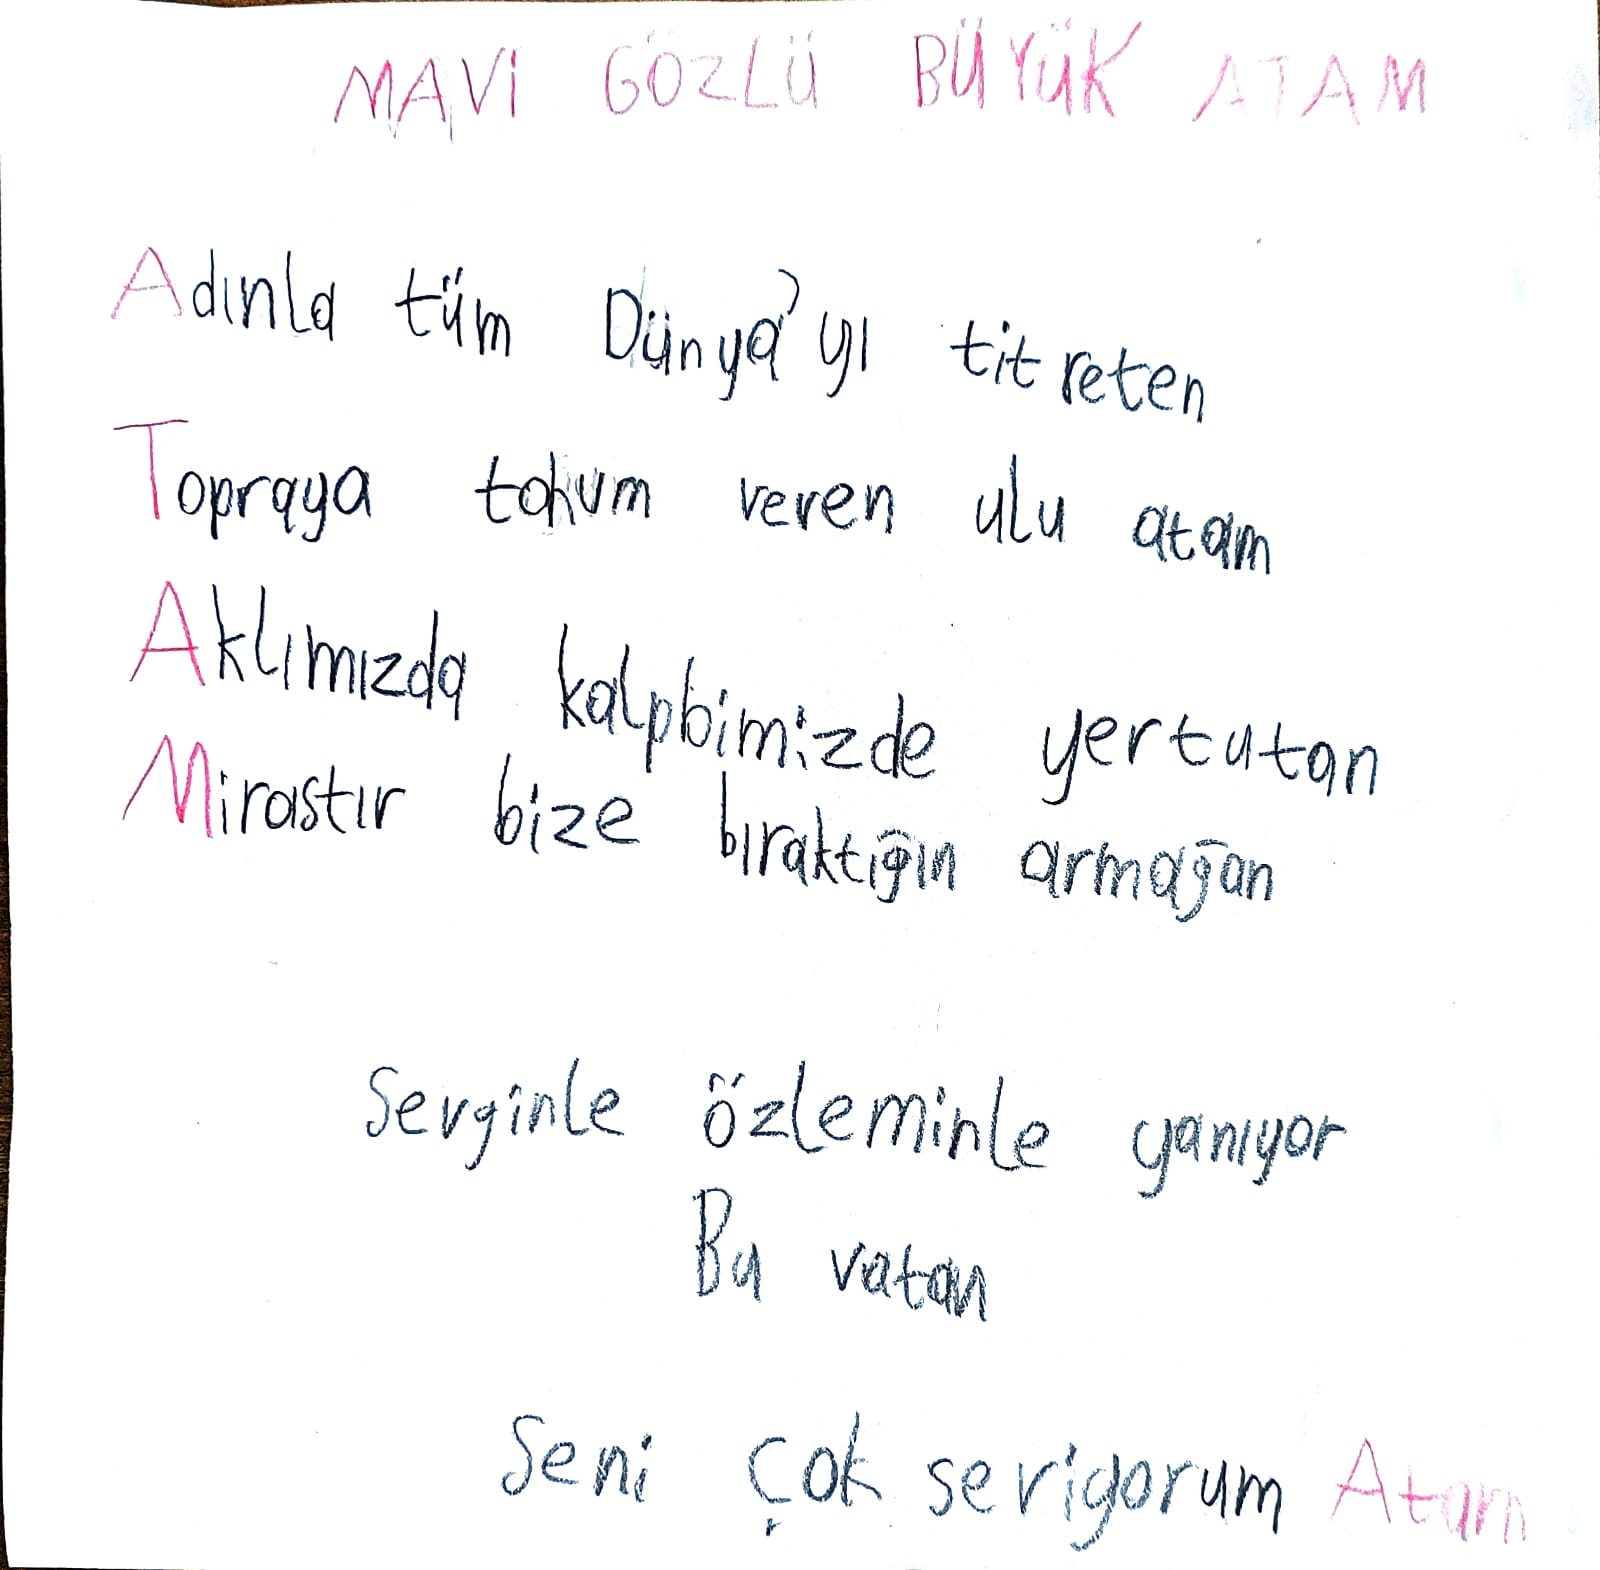 MAVİ GÖZLÜ BÜYÜK ATAM
Adınla tüm Dünya'yı titreten
Topraya tohum veren ulu atam
Aklımızda kalpbimizde yertutan
Mirastır bize bıraktığın armağan
Sevginle özleminle yanıyor
Bu vatan
Seni çok seviyorum Atam